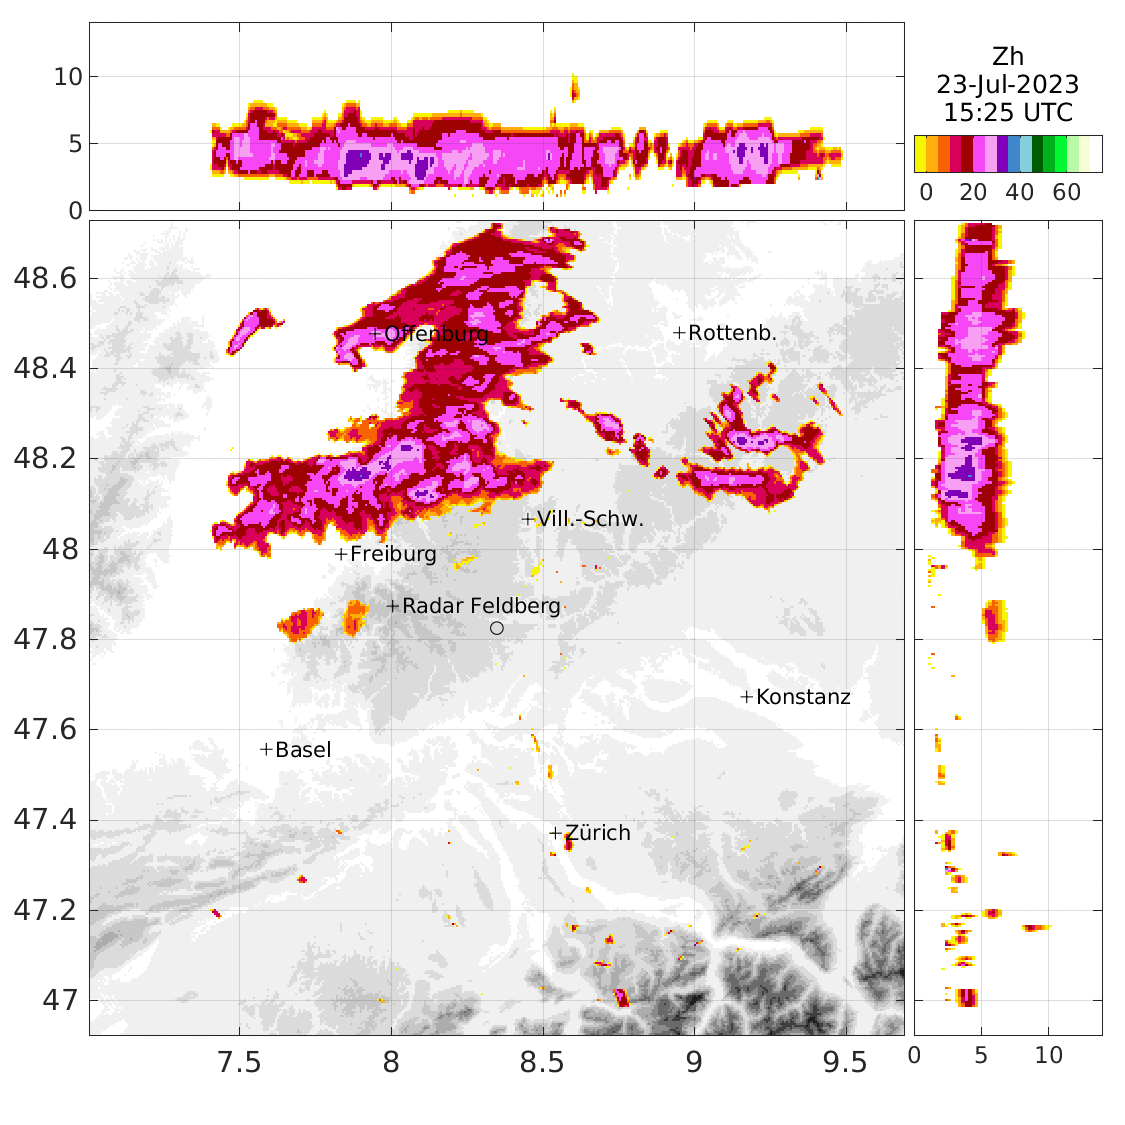 Zh
23-Jul-2023
15:25 UTC
0 20 40 60
10
5
0
48.6
48.4
48.2
48
47.8
47.6
47.4
47.2
47
Offenburg
Rottenb.
Vill.-Schw.
Freiburg
Radar Feldberg
Konstanz
Basel
Zürich
7.5 8 8.5 9 9.5
0 5 10